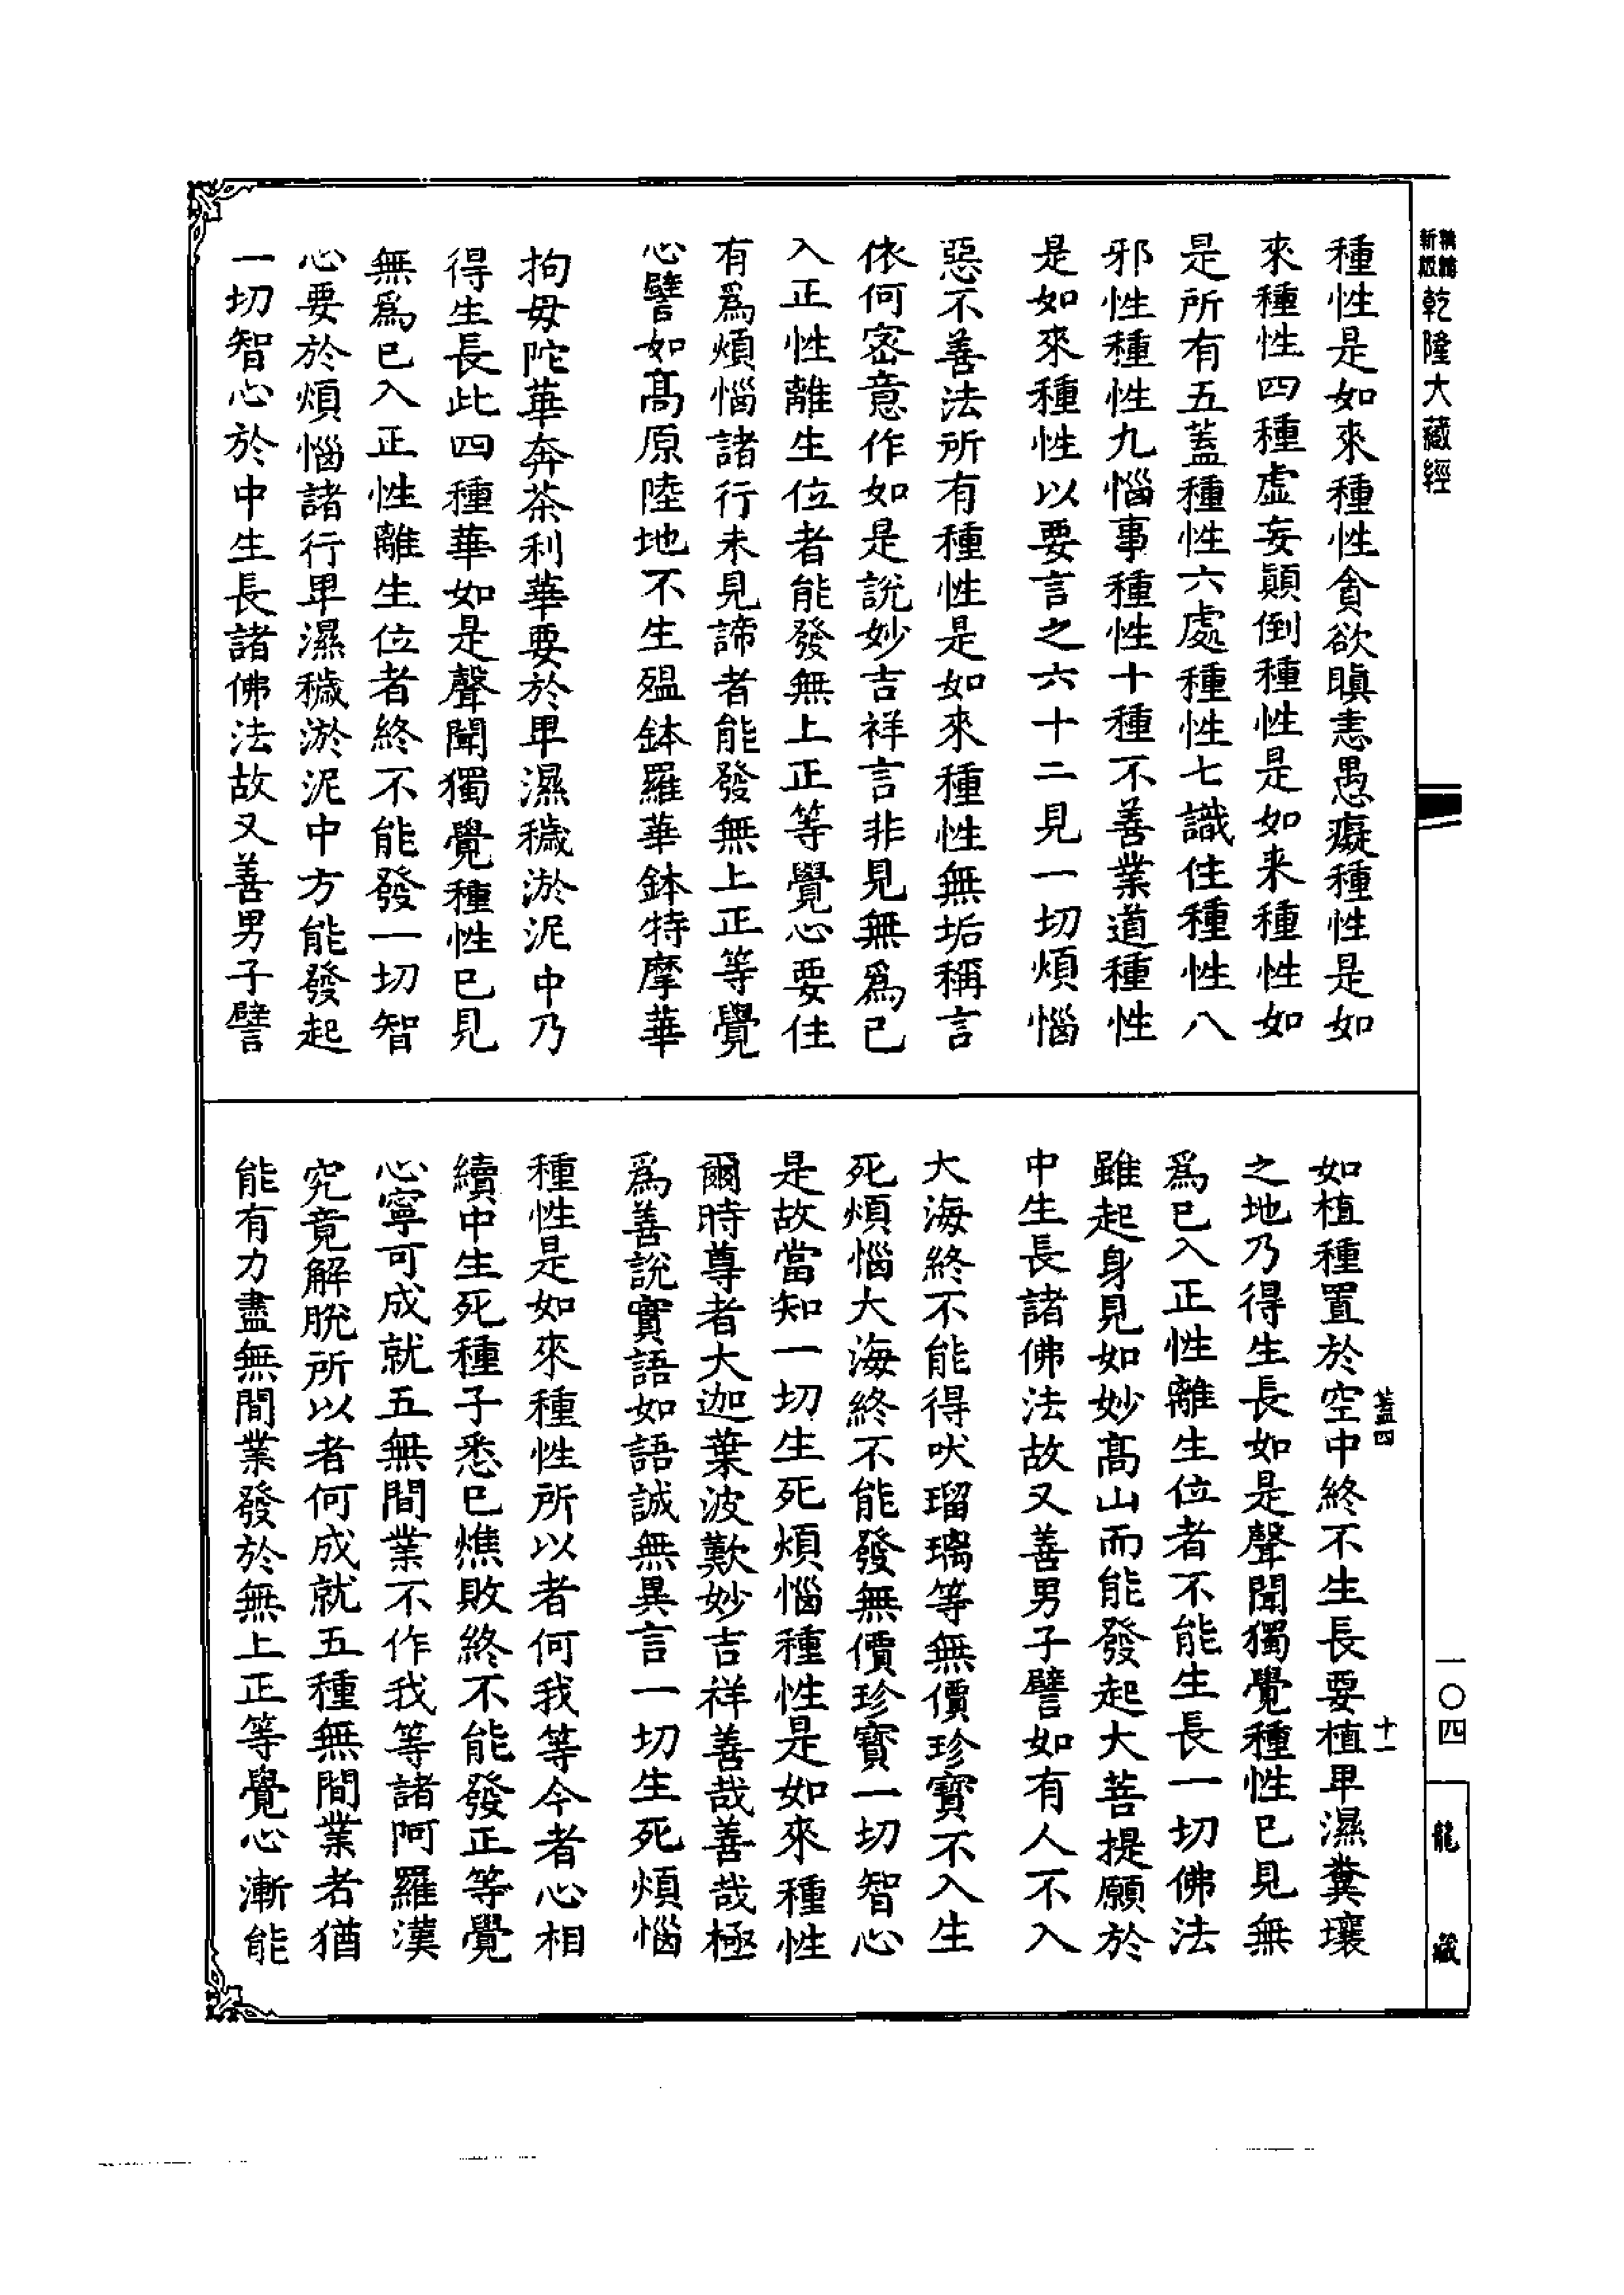 新版
精縮
乾隆大藏經
種性是如來種性貪欲瞋恚愚癡種性是如
來種性四種虛妄顛倒種性是如来種性如
是所有五蓋種性六處種性七識住種性八
邪性種性九惱事種性十種不善業道種性
是如來種性以要言之六十二見一切煩惱
惡不善法所有種性是如來種性無垢稱言
依何密意作如是說妙吉祥言非見無爲已
入正性離生位者能發無上正等覺心要住
有爲煩惱諸行未見諦者能發無上正等覺
心譬如高原陸地不生殟鉢羅華鉢特摩華
拘毋陀華奔茶利華要於卑濕穢淤泥中乃
得生長此四種華如是聲聞獨覺種性已見
無爲已入正性離生位者終不能發一切智
心要於煩惱諸行卑濕穢淤泥中方能發起
一切智心於中生長諸佛法故又善男子譬
蓋四
十一
如植種置於空中終不生長要植卑濕糞壤
之地乃得生長如是聲聞獨覺種性已見無
爲已入正性離生位者不能生長一切佛法
雖起身見如妙高山而能發起大菩提願於
中生長諸佛法故又善男子譬如有人不入
大海終不能得吠瑠璃等無價珍寶不入生
死煩惱大海終不能發無價珍寶一切智心
是故當知一切生死煩惱種性是如來種性
爾時尊者大迦葉波歎妙吉祥善哉善哉極
爲善說實語如語誠無異言一切生死煩惱
種性是如來種性所以者何我等今者心相
續中生死種子悉已燋敗終不能發正等覺
心寧可成就五無間業不作我等諸阿羅漢
究竟解脫所以者何成就五種無間業者猶
能有力盡無間業發於無上正等覺心漸能
一〇四
龍藏